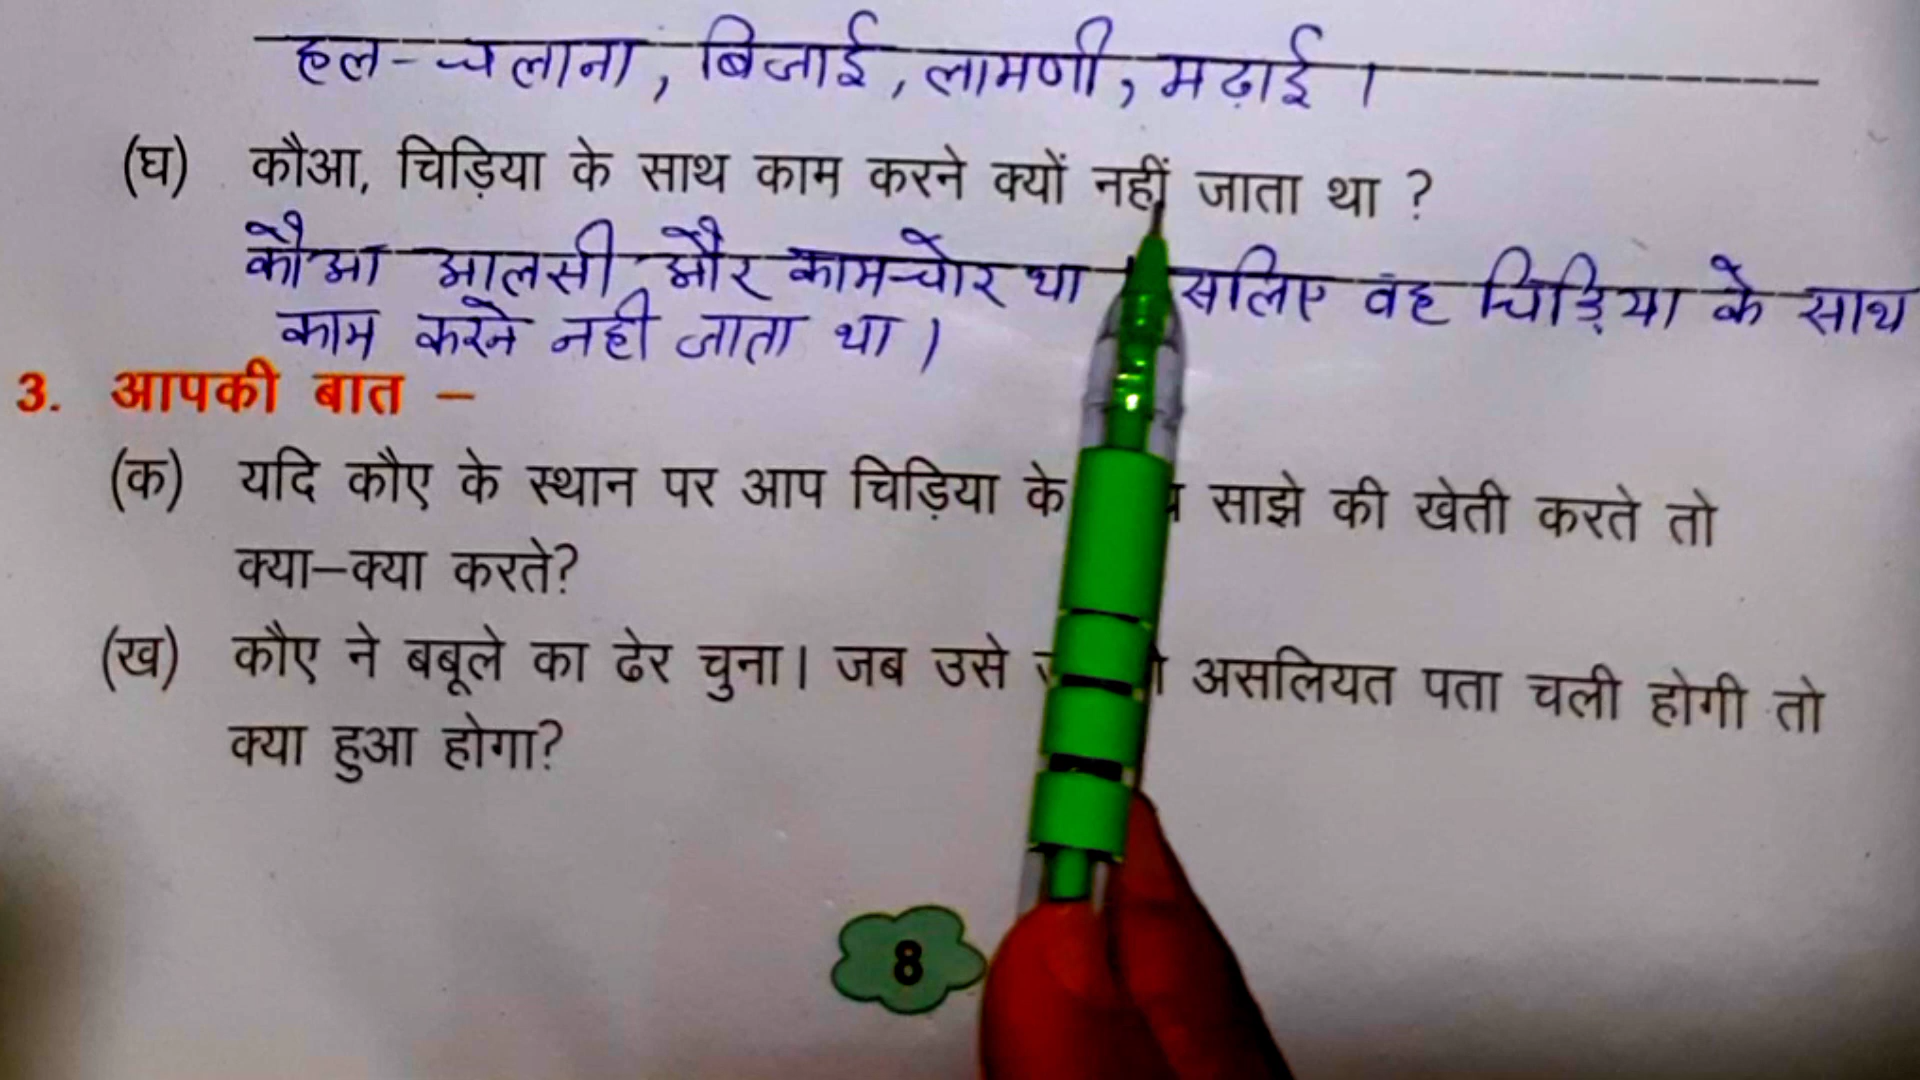 हल-चलाना, बिजाई, लामणी, मढ़ाई ।
(घ) कौआ, चिड़िया के साथ काम करने क्यों नहीं जाता था ?
कौआ आलसी और कामचोर था सलिए वह चिड़िया के साथ
काम करने नही जाता था ।
3. आपकी बात –
(क) यदि कौए के स्थान पर आप चिड़िया के साझे की खेती करते तो
क्या–क्या करते?
(ख) कौए ने बबूले का ढेर चुना। जब उसे असलियत पता चली होगी तो
क्या हुआ होगा?
8